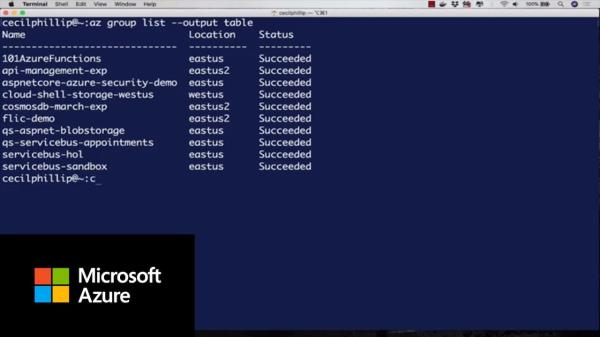 Terminal Shell Edit View Window Help 100%
cecilphillip — ⌥⌘1
cecilphillip@~:az group list --output table
Name Location Status
---------------------------- ---------- ---------
101AzureFunctions eastus Succeeded
api-management-exp eastus2 Succeeded
aspnetcore-azure-security-demo eastus Succeeded
cloud-shell-storage-westus westus Succeeded
cosmosdb-march-exp eastus2 Succeeded
flic-demo eastus2 Succeeded
qs-aspnet-blobstorage eastus Succeeded
qs-servicebus-appointments eastus Succeeded
servicebus-hol eastus Succeeded
servicebus-sandbox eastus Succeeded
cecilphillip@~:c_
Microsoft
Azure